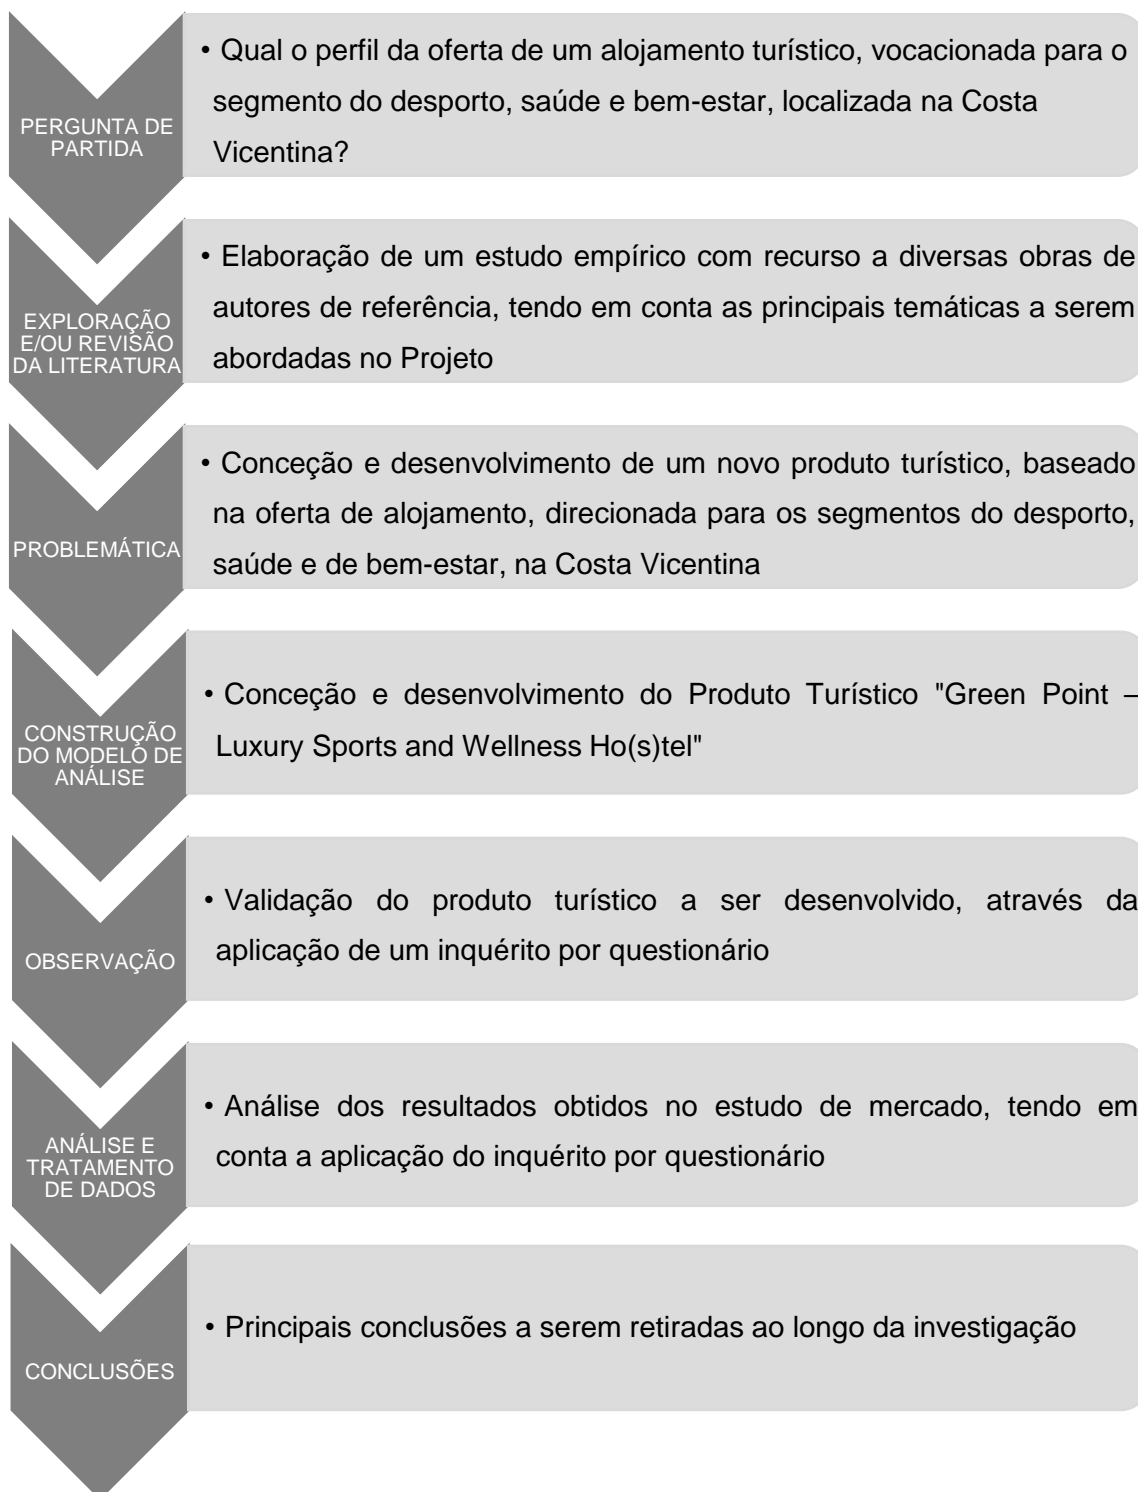 PERGUNTA DE
PARTIDA
• Qual o perfil da oferta de um alojamento turístico, vocacionada para o
segmento do desporto, saúde e bem-estar, localizada na Costa
Vicentina?
EXPLORAÇÃO
E/OU REVISÃO
DA LITERATURA
• Elaboração de um estudo empírico com recurso a diversas obras de
autores de referência, tendo em conta as principais temáticas a serem
abordadas no Projeto
PROBLEMÁTICA
• Conceção e desenvolvimento de um novo produto turístico, baseado
na oferta de alojamento, direcionada para os segmentos do desporto,
saúde e de bem-estar, na Costa Vicentina
CONSTRUÇÃO
DO MODELO DE
ANÁLISE
• Conceção e desenvolvimento do Produto Turístico "Green Point –
Luxury Sports and Wellness Ho(s)tel"
OBSERVAÇÃO
• Validação do produto turístico a ser desenvolvido, através da
aplicação de um inquérito por questionário
ANÁLISE E
TRATAMENTO
DE DADOS
• Análise dos resultados obtidos no estudo de mercado, tendo em
conta a aplicação do inquérito por questionário
CONCLUSÕES
• Principais conclusões a serem retiradas ao longo da investigação